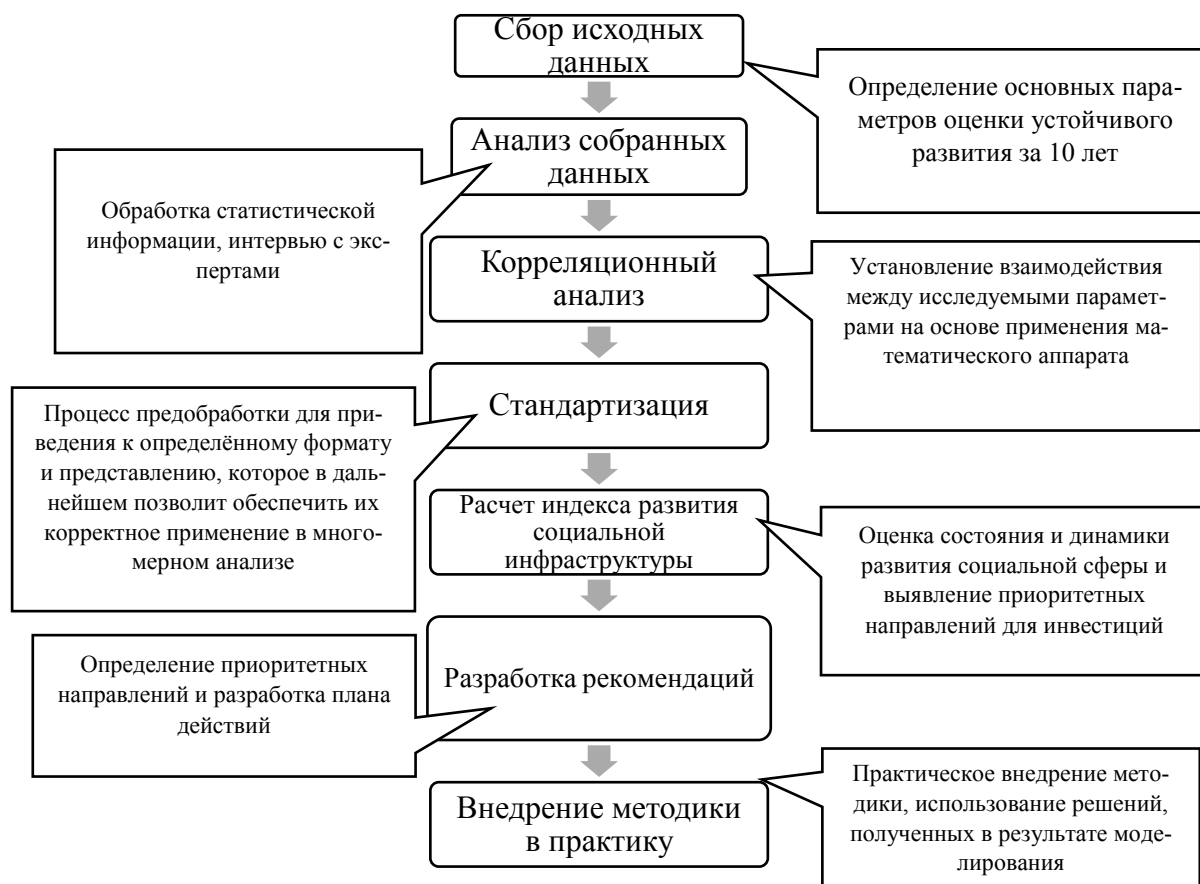 Сбор исходных
данных
Определение основных пара-
метров оценки устойчивого
развития за 10 лет
Анализ собранных
данных
Обработка статистической
информации, интервью с экс-
пертами
Корреляционный
анализ
Установление взаимодействия
между исследуемыми парамет-
рами на основе применения ма-
тематического аппарата
Стандартизация
Процесс предобработки для при-
ведения к определённому формату
и представлению, которое в даль-
нейшем позволит обеспечить их
корректное применение в много-
мерном анализе
Расчет индекса развития
социальной
инфраструктуры
Оценка состояния и динамики
развития социальной сферы и
выявление приоритетных
направлений для инвестиций
Разработка рекомендаций
Определение приоритетных
направлений и разработка плана
действий
Внедрение методики
в практику
Практическое внедрение мето-
дики, использование решений,
полученных в результате моде-
лирования